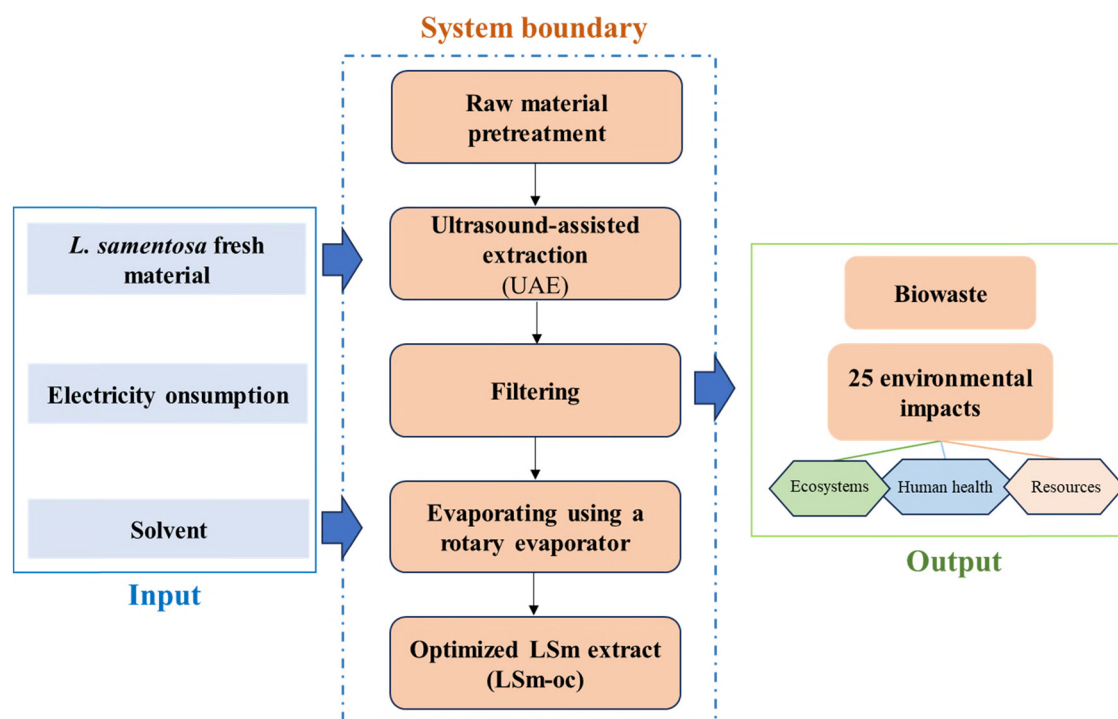 System boundary
Raw material
pretreatment
Ultrasound-assisted
extraction
(UAE)
Filtering
Evaporating using a
rotary evaporator
Optimized LSm extract
(LSm-oc)
L. samentosa fresh
material
Electricity onsumption
Solvent
Input
Biowaste
25 environmental
impacts
Ecosystems
Human health
Resources
Output